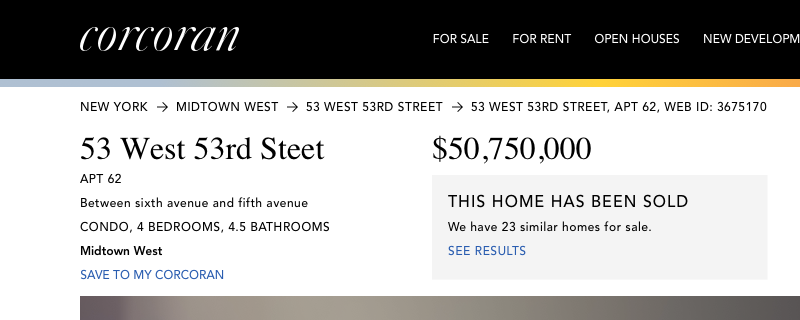 corcoran
FOR SALE FOR RENT OPEN HOUSES NEW DEVELOPM
NEW YORK → MIDTOWN WEST → 53 WEST 53RD STREET → 53 WEST 53RD STREET, APT 62, WEB ID: 3675170
53 West 53rd Steet
$50,750,000
APT 62
Between sixth avenue and fifth avenue
CONDO, 4 BEDROOMS, 4.5 BATHROOMS
Midtown West
SAVE TO MY CORCORAN
THIS HOME HAS BEEN SOLD
We have 23 similar homes for sale.
SEE RESULTS